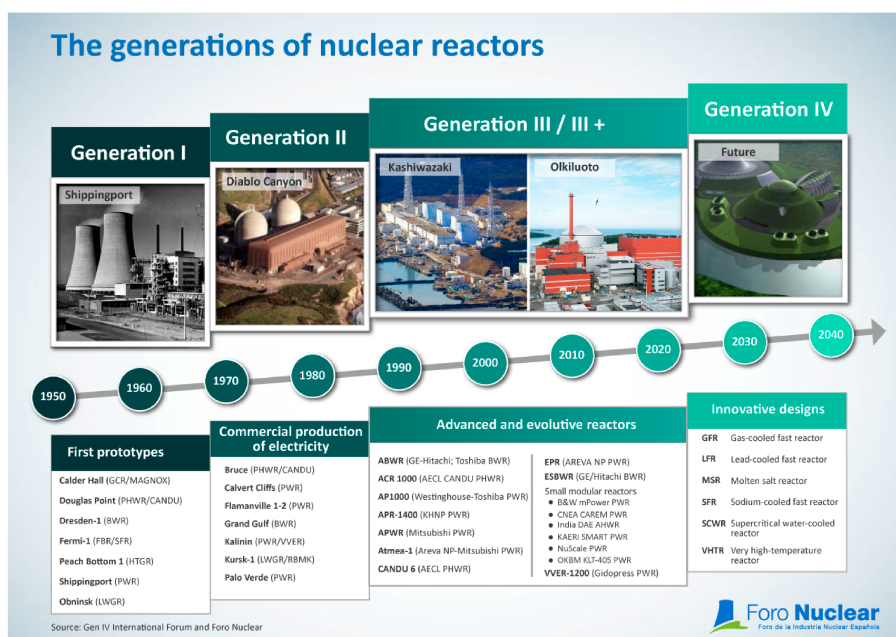 The generations of nuclear reactors
Generation I
Generation II
Generation III / III +
Generation IV
Shippingport
Diablo Canyon
Kashiwazaki
Olkiluoto
Future
1950
1960
1970
1980
1990
2000
2010
2020
2030
2040
First prototypes
Calder Hall (GCR/MAGNOX)
Douglas Point (PHWR/CANDU)
Dresden-1 (BWR)
Fermi-1 (FBR/SFR)
Peach Bottom 1 (HTGR)
Shippingport (PWR)
Obninsk (LWGR)
Commercial production
of electricity
Bruce (PHWR/CANDU)
Calvert Cliffs (PWR)
Flamanville 1-2 (PWR)
Grand Gulf (BWR)
Kalinin (PWR/VVER)
Kursk-1 (LWGR/RBMK)
Palo Verde (PWR)
Advanced and evolutive reactors
ABWR (GE-Hitachi; Toshiba BWR)
ACR 1000 (AECL CANDU PHWR)
AP1000 (Westinghouse-Toshiba PWR)
APR-1400 (KHNP PWR)
APWR (Mitsubishi PWR)
Atmea-1 (Areva NP-Mitsubishi PWR)
CANDU 6 (AECL PHWR)
EPR (AREVA NP PWR)
ESBWR (GE/Hitachi BWR)
Small modular reactors
● B&W mPower PWR
● CNEA CAREM PWR
● India DAE AHWR
● KAERI SMART PWR
● NuScale PWR
● OKBM KLT-405 PWR
VVER-1200 (Gidopress PWR)
Innovative designs
GFR Gas-cooled fast reactor
LFR Lead-cooled fast reactor
MSR Molten salt reactor
SFR Sodium-cooled fast reactor
SCWR Supercritical water-cooled
reactor
VHTR Very high-temperature
reactor
Source: Gen IV International Forum and Foro Nuclear
Foro Nuclear
Foro de la Industria Nuclear Española